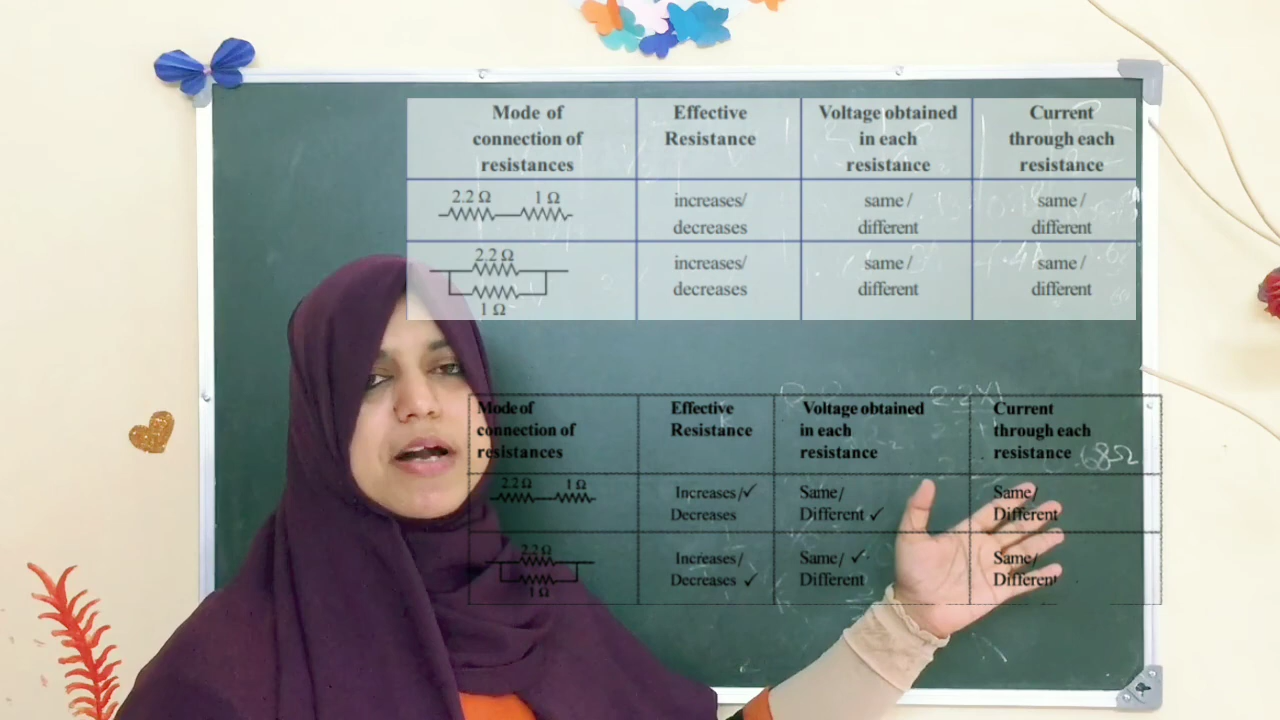 Mode of
connection of
resistances
Effective
Resistance
Voltage obtained
in each
resistance
Current
through each
resistance
2.2 Ω 1 Ω
increases/
decreases
same /
different
same /
different
2.2 Ω
1 Ω
increases/
decreases
same /
different
same /
different
2.2X1
.68Ω
Mode of
connection of
resistances
Effective
Resistance
Voltage obtained
in each
resistance
Current
through each
resistance
2.2 Ω 1 Ω
Increases/✓
Decreases
Same/
Different ✓
Same/
Different
2.2 Ω
1 Ω
Increases/
Decreases ✓
Same/ ✓
Different
Same/
Different